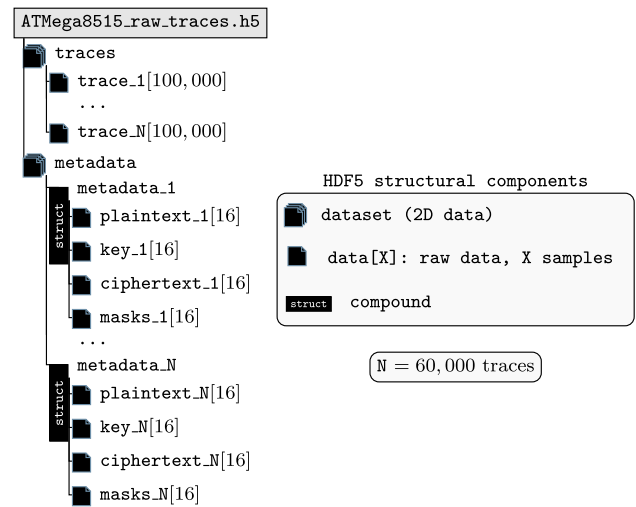 ATMega8515_raw_traces.h5
traces
trace_1[100,000]
...
trace_N[100,000]
metadata
metadata_1
struct
plaintext_1[16]
key_1[16]
ciphertext_1[16]
masks_1[16]
...
metadata_N
struct
plaintext_N[16]
key_N[16]
ciphertext_N[16]
masks_N[16]
HDF5 structural components
dataset (2D data)
data[X]: raw data, X samples
struct compound
N = 60,000 traces